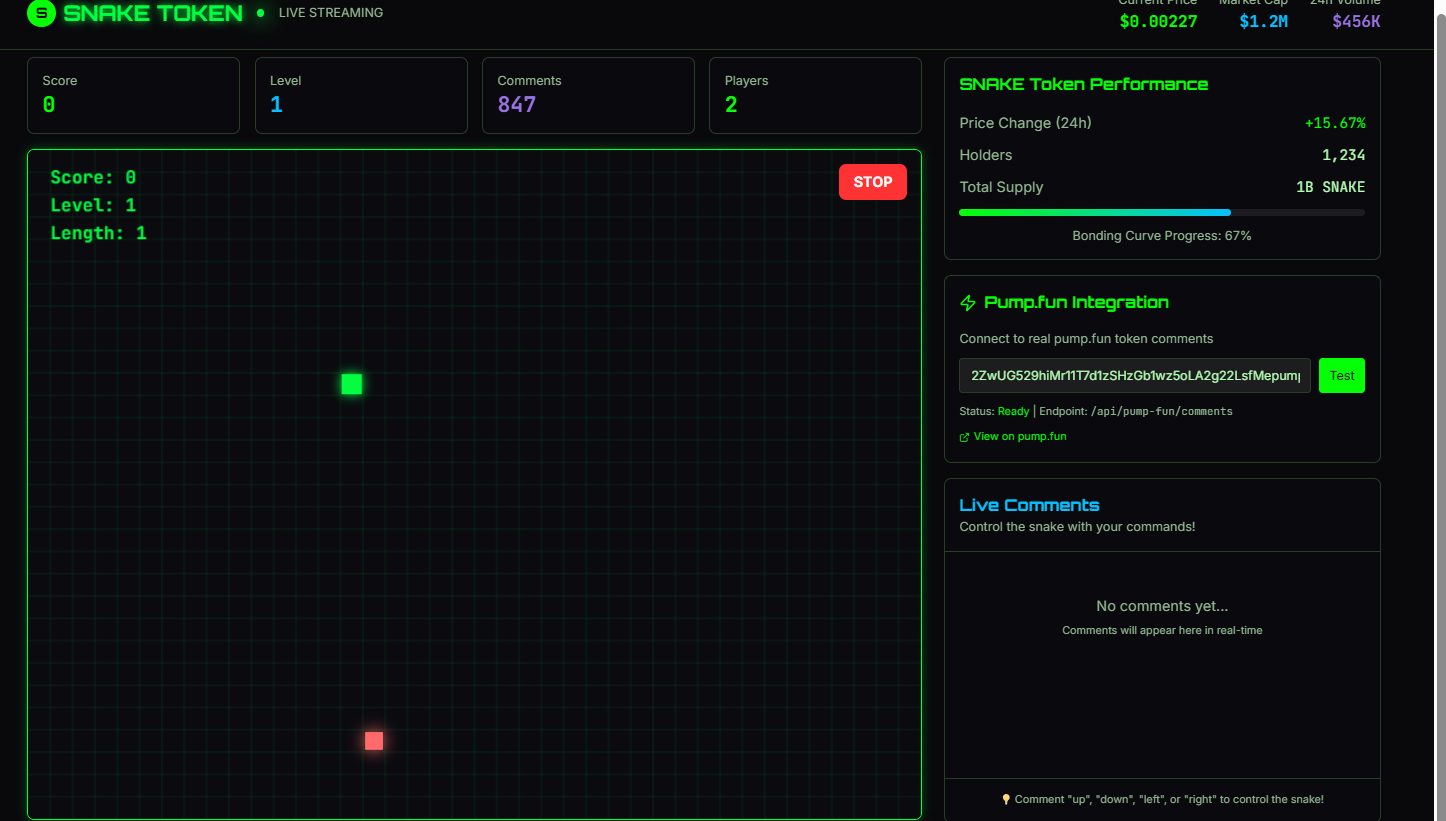 S SNAKE TOKEN LIVE STREAMING
Current Price Market Cap 24h Volume
$0.00227 $1.2M $456K
Score
0
Level
1
Comments
847
Players
2
Score: 0
Level: 1
Length: 1
STOP
SNAKE Token Performance
Price Change (24h) +15.67%
Holders 1,234
Total Supply 1B SNAKE
Bonding Curve Progress: 67%
Pump.fun Integration
Connect to real pump.fun token comments
2ZwUG529hiMr11T7d1zSHzGb1wz5oLA2g22LsfMepump Test
Status: Ready | Endpoint: /api/pump-fun/comments
View on pump.fun
Live Comments
Control the snake with your commands!
No comments yet...
Comments will appear here in real-time
💡 Comment "up", "down", "left", or "right" to control the snake!